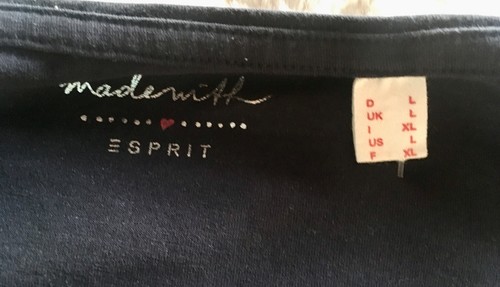 made with
ESPRIT
D L
UK L
I XL
US L
F XL